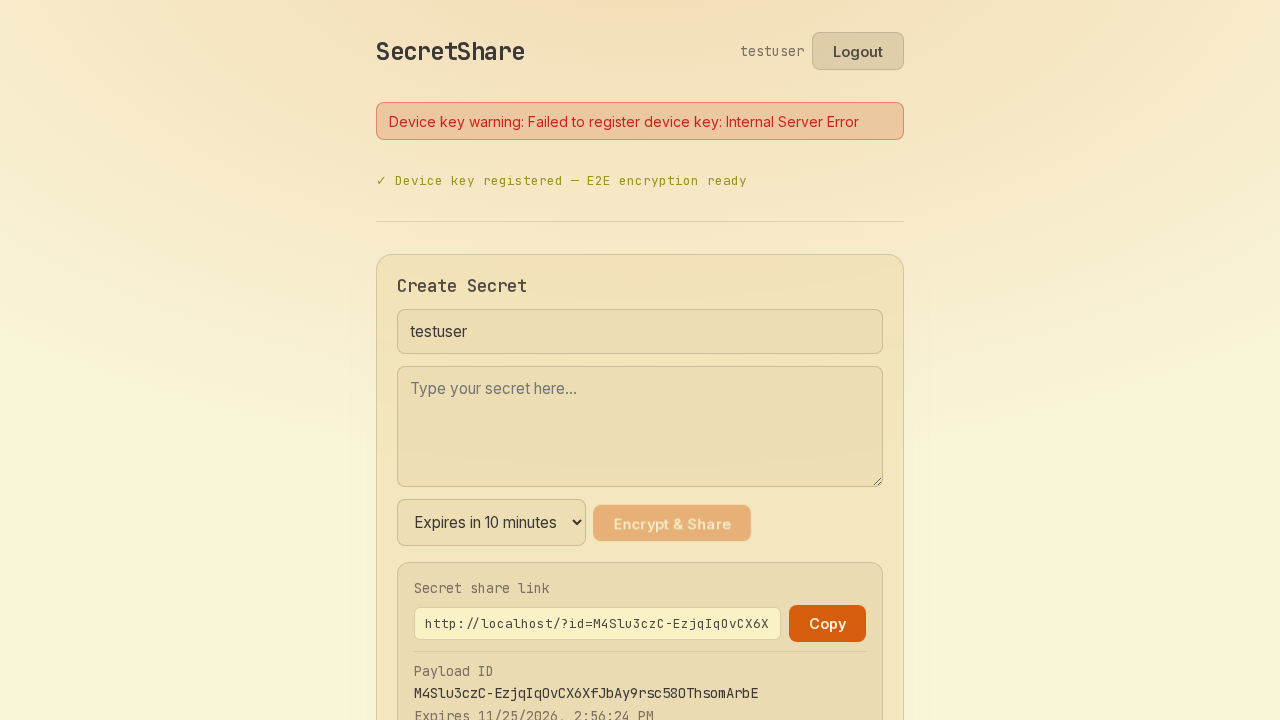 SecretShare
testuser
Logout
Device key warning: Failed to register device key: Internal Server Error
✓ Device key registered — E2E encryption ready
Create Secret
testuser
Type your secret here...
Expires in 10 minutes
Encrypt & Share
Secret share link
http://localhost/?id=M4Slu3czC-EzjqIqOvCX6X
Copy
Payload ID
M4Slu3czC-EzjqIqOvCX6XfJbAy9rsc58OThsomArbE
Expires 11/25/2026, 2:56:24 PM